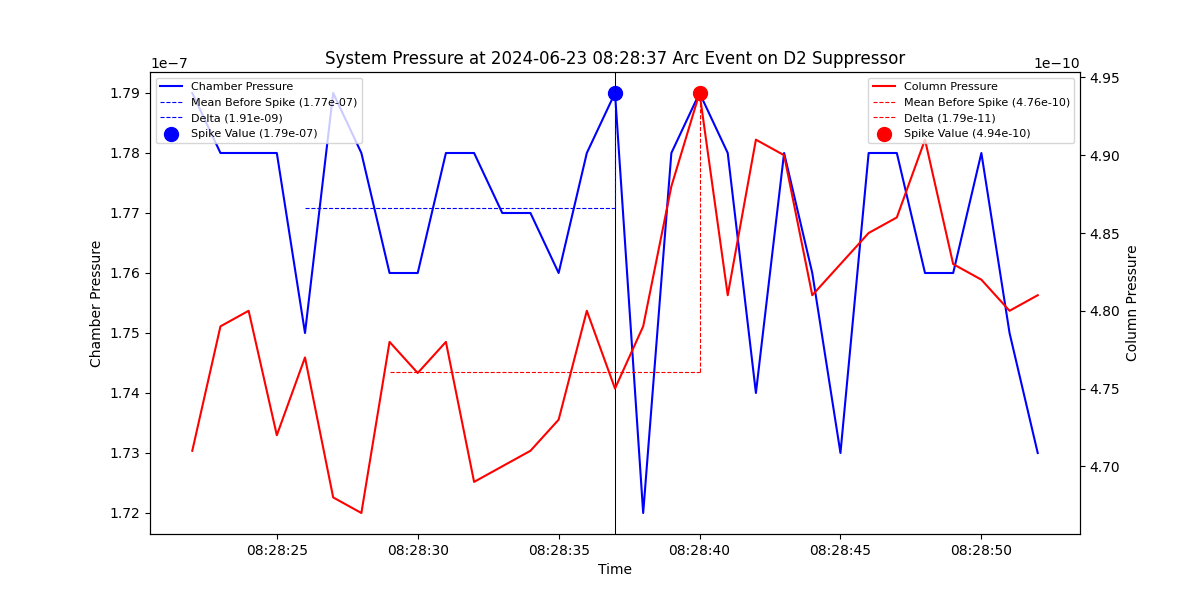 System Pressure at 2024-06-23 08:28:37 Arc Event on D2 Suppressor
1e−7
1e−10
Chamber Pressure
Mean Before Spike (1.77e-07)
Delta (1.91e-09)
Spike Value (1.79e-07)
Column Pressure
Mean Before Spike (4.76e-10)
Delta (1.79e-11)
Spike Value (4.94e-10)
1.79
1.78
1.77
1.76
1.75
1.74
1.73
1.72
Chamber Pressure
4.95
4.90
4.85
4.80
4.75
4.70
Column Pressure
08:28:25
08:28:30
08:28:35
08:28:40
08:28:45
08:28:50
Time